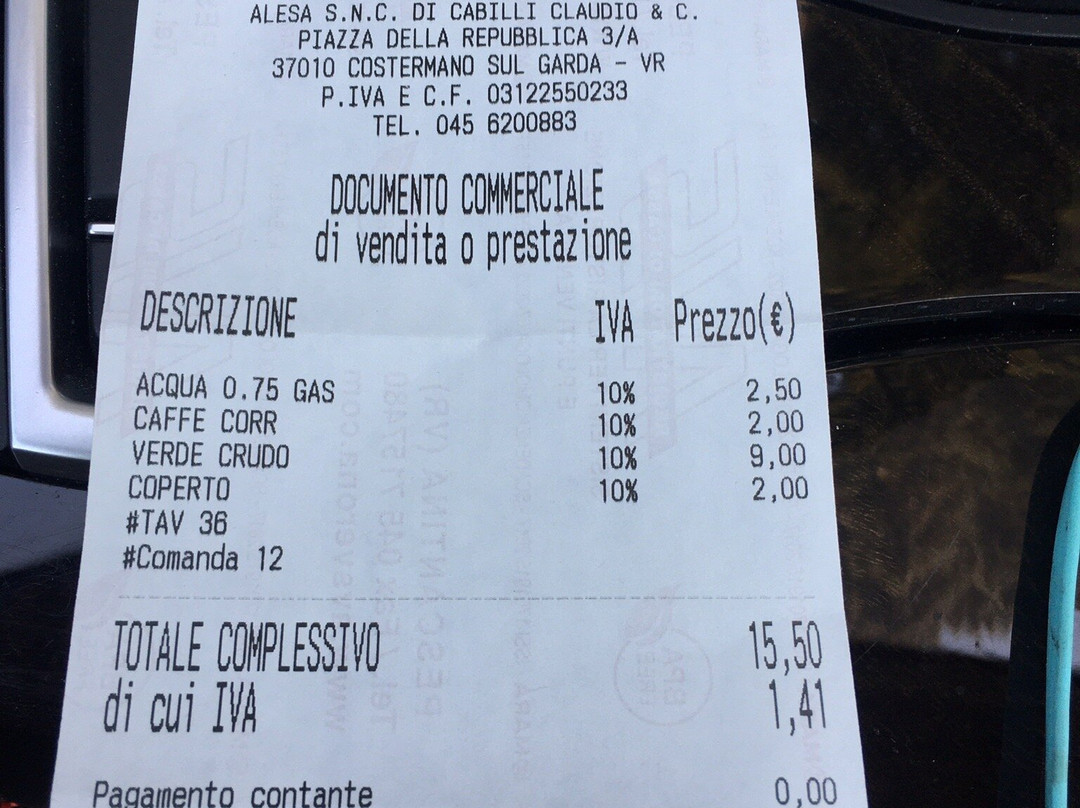 ALESA S.N.C. DI CABILLI CLAUDIO & C.
PIAZZA DELLA REPUBBLICA 3/A
37010 COSTERMANO SUL GARDA - VR
P.IVA E C.F. 03122550233
TEL. 045 6200883
DOCUMENTO COMMERCIALE
di vendita o prestazione
DESCRIZIONE IVA Prezzo(€)
ACQUA 0.75 GAS 10% 2,50
CAFFE CORR 10% 2,00
VERDE CRUDO 10% 9,00
COPERTO 10% 2,00
#TAV 36
#Comanda 12
TOTALE COMPLESSIVO 15,50
di cui IVA 1,41
Pagamento contante 0,00